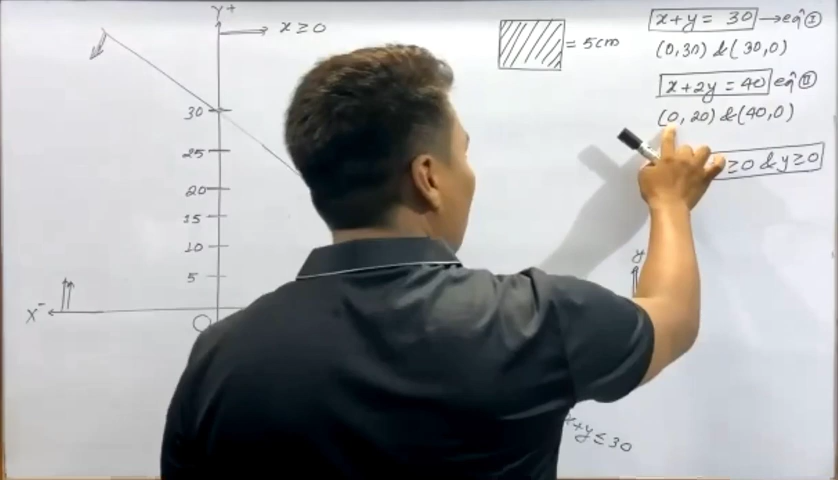 Y+
x ≥ 0
= 5cm
x+y = 30 → eqⁿ Ⓘ
(0,30) & (30,0)
x+2y = 40 eqⁿ Ⓘ︎Ⓘ
(0, 20) & (40,0)
≥0 & y≥0
30
25
20
15
10
5
y
X-
O
x+y ≤ 30